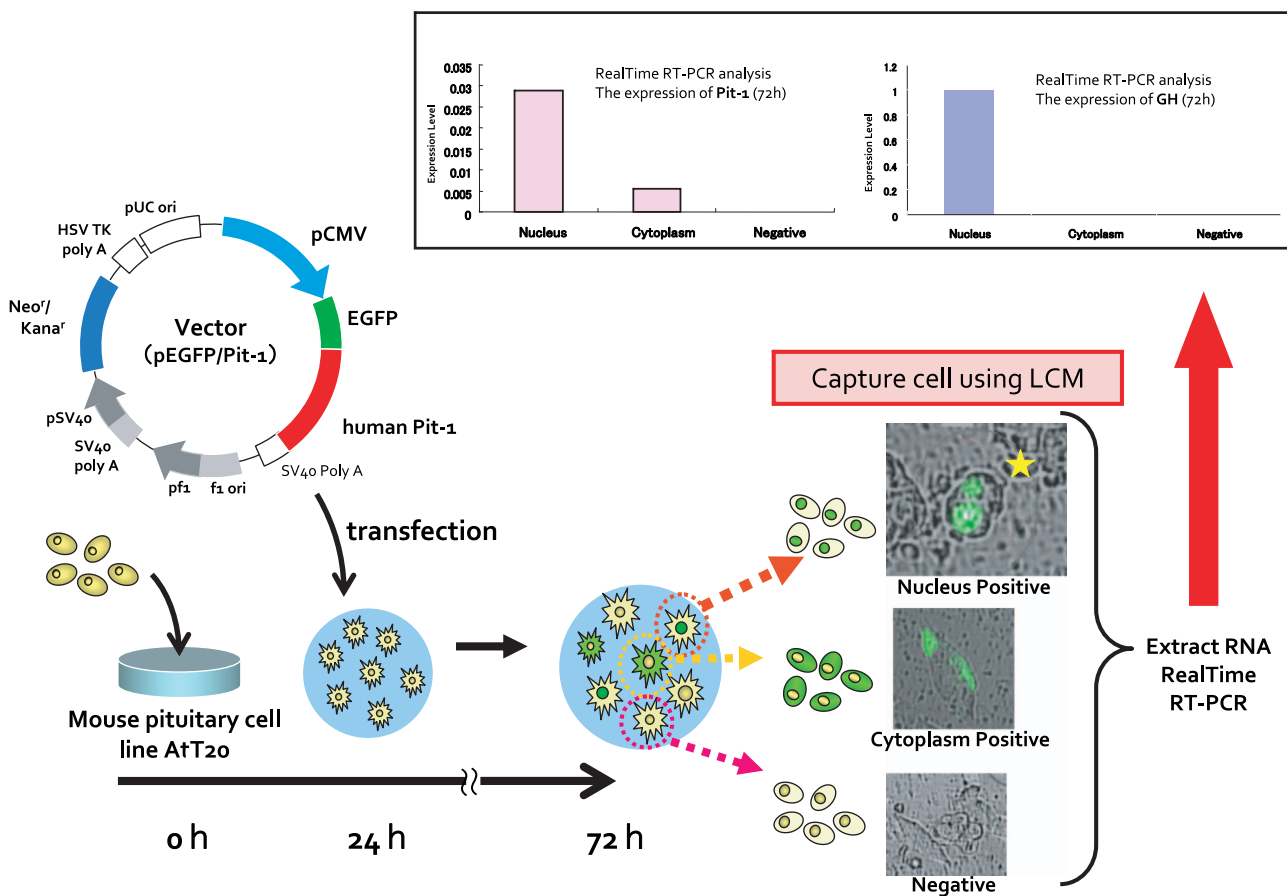 RealTime RT-PCR analysis
The expression of Pit-1 (72h)
Expression Level
0.035
0.03
0.025
0.02
0.015
0.01
0.005
0
Nucleus
Cytoplasm
Negative
RealTime RT-PCR analysis
The expression of GH (72h)
Expression Level
1.2
1
0.8
0.6
0.4
0.2
0
Nucleus
Cytoplasm
Negative
pUC ori
HSV TK
poly A
pCMV
Neoʳ/
Kanaʳ
EGFP
Vector
(pEGFP/Pit-1)
pSV40
SV40
poly A
human Pit-1
SV40 Poly A
pf1
f1 ori
transfection
Capture cell using LCM
Nucleus Positive
Cytoplasm Positive
Negative
Extract RNA
RealTime
RT-PCR
Mouse pituitary cell
line AtT20
0 h
24 h
72 h